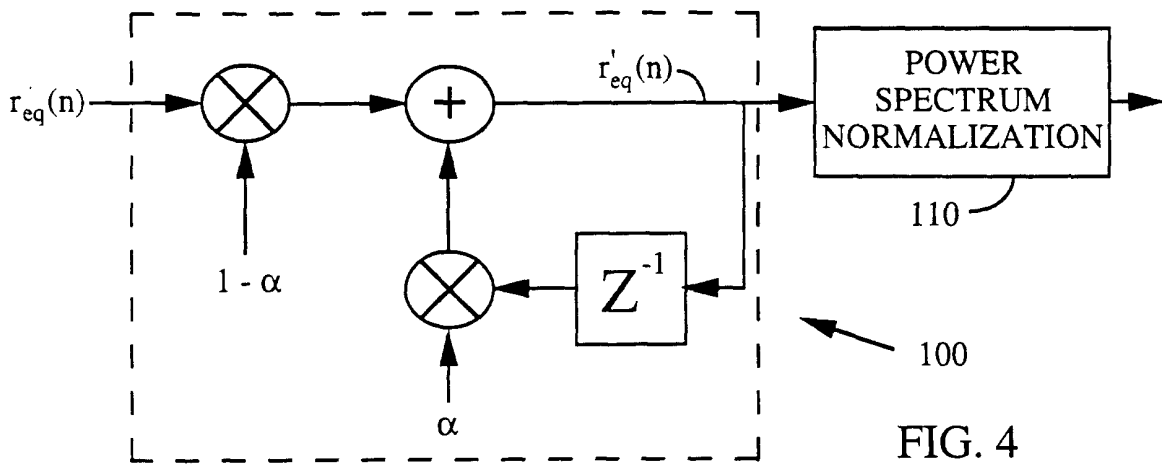 r_eq(n)
r'_eq(n)
POWER
SPECTRUM
NORMALIZATION
+
110
1 - α
Z^-1
100
α
FIG. 4